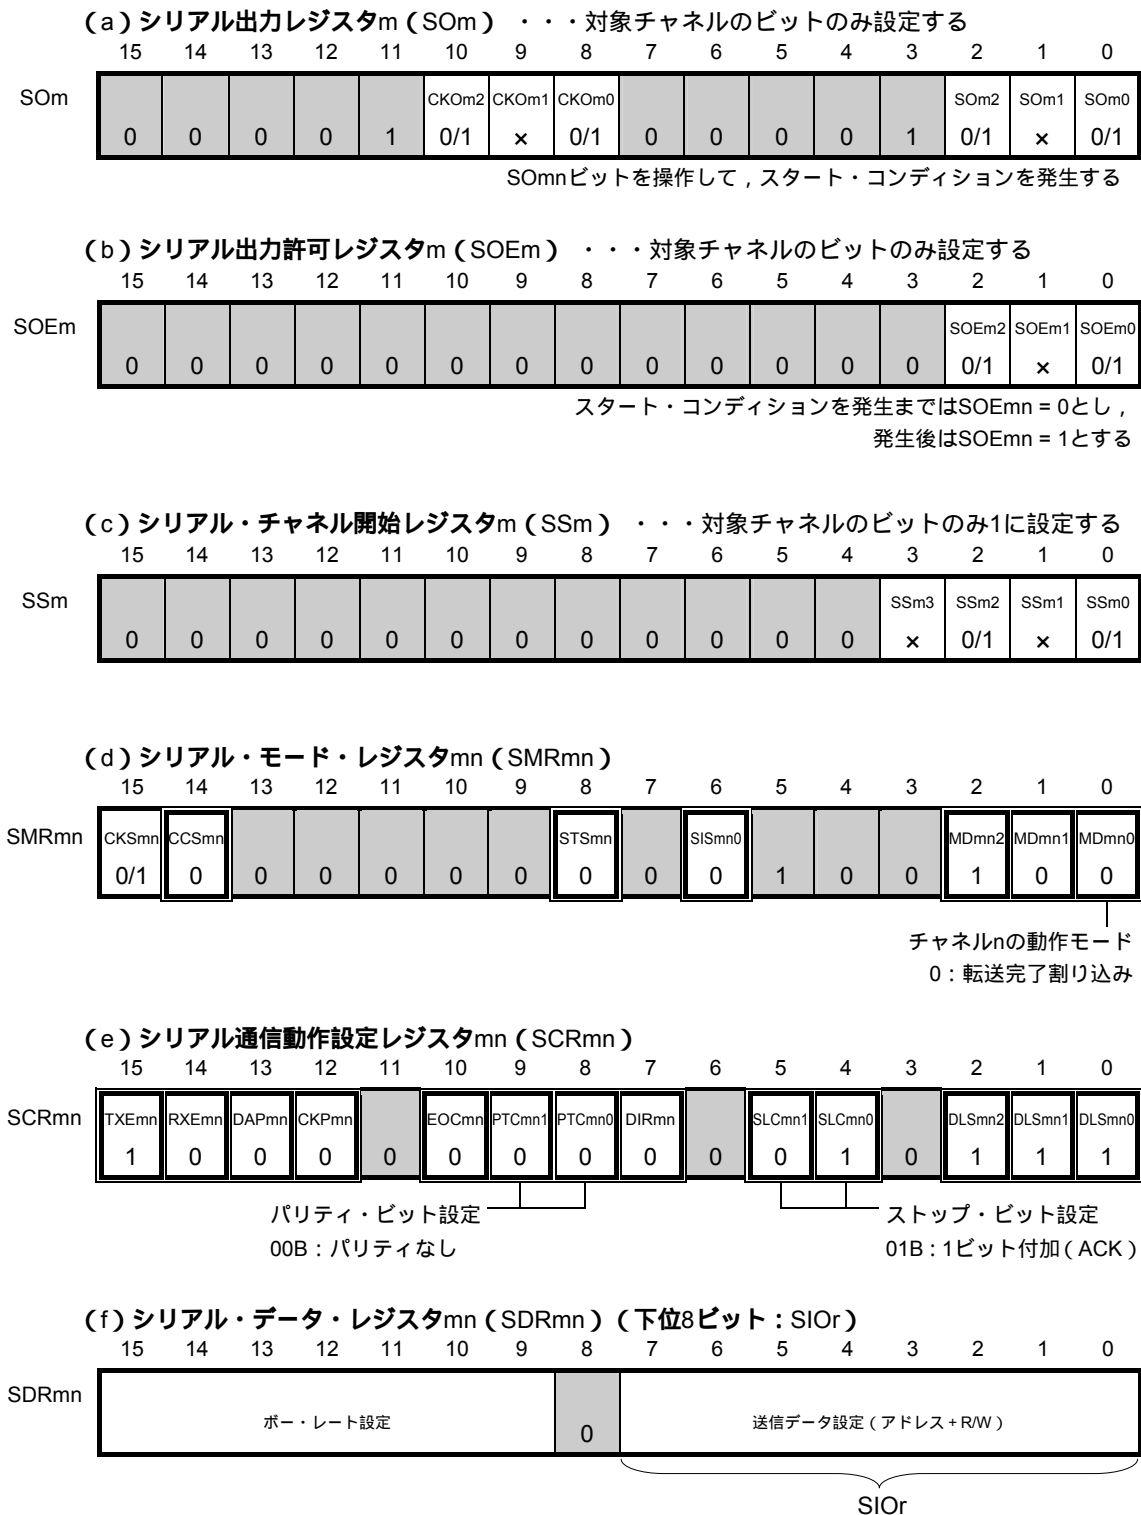 (a)シリアル出力レジスタm(SOm) ・・・対象チャネルのビットのみ設定する
15 14 13 12 11 10 9 8 7 6 5 4 3 2 1 0
SOm
CKOm2 CKOm1 CKOm0 SOm2 SOm1 SOm0
0 0 0 0 1 0/1 × 0/1 0 0 0 0 1 0/1 × 0/1
SOmnビットを操作して,スタート・コンディションを発生する
(b)シリアル出力許可レジスタm(SOEm) ・・・対象チャネルのビットのみ設定する
15 14 13 12 11 10 9 8 7 6 5 4 3 2 1 0
SOEm
SOEm2 SOEm1 SOEm0
0 0 0 0 0 0 0 0 0 0 0 0 0 0/1 × 0/1
スタート・コンディションを発生まではSOEmn = 0とし,
発生後はSOEmn = 1とする
(c)シリアル・チャネル開始レジスタm(SSm) ・・・対象チャネルのビットのみ1に設定する
15 14 13 12 11 10 9 8 7 6 5 4 3 2 1 0
SSm
SSm3 SSm2 SSm1 SSm0
0 0 0 0 0 0 0 0 0 0 0 0 × 0/1 × 0/1
(d)シリアル・モード・レジスタmn(SMRmn)
15 14 13 12 11 10 9 8 7 6 5 4 3 2 1 0
SMRmn
CKSmn CCSmn STSmn SISmn0 MDmn2 MDmn1 MDmn0
0/1 0 0 0 0 0 0 0 0 0 1 0 0 1 0 0
チャネルnの動作モード
0:転送完了割り込み
(e)シリアル通信動作設定レジスタmn(SCRmn)
15 14 13 12 11 10 9 8 7 6 5 4 3 2 1 0
SCRmn
TXEmn RXEmn DAPmn CKPmn EOCmn PTCmn1 PTCmn0 DIRmn SLCmn1 SLCmn0 DLSmn2 DLSmn1 DLSmn0
1 0 0 0 0 0 0 0 0 0 0 1 0 1 1 1
パリティ・ビット設定
00B:パリティなし
ストップ・ビット設定
01B:1ビット付加(ACK)
(f)シリアル・データ・レジスタmn(SDRmn)(下位8ビット:SIOr)
15 14 13 12 11 10 9 8 7 6 5 4 3 2 1 0
SDRmn
ボー・レート設定 0 送信データ設定(アドレス+R/W)
SIOr